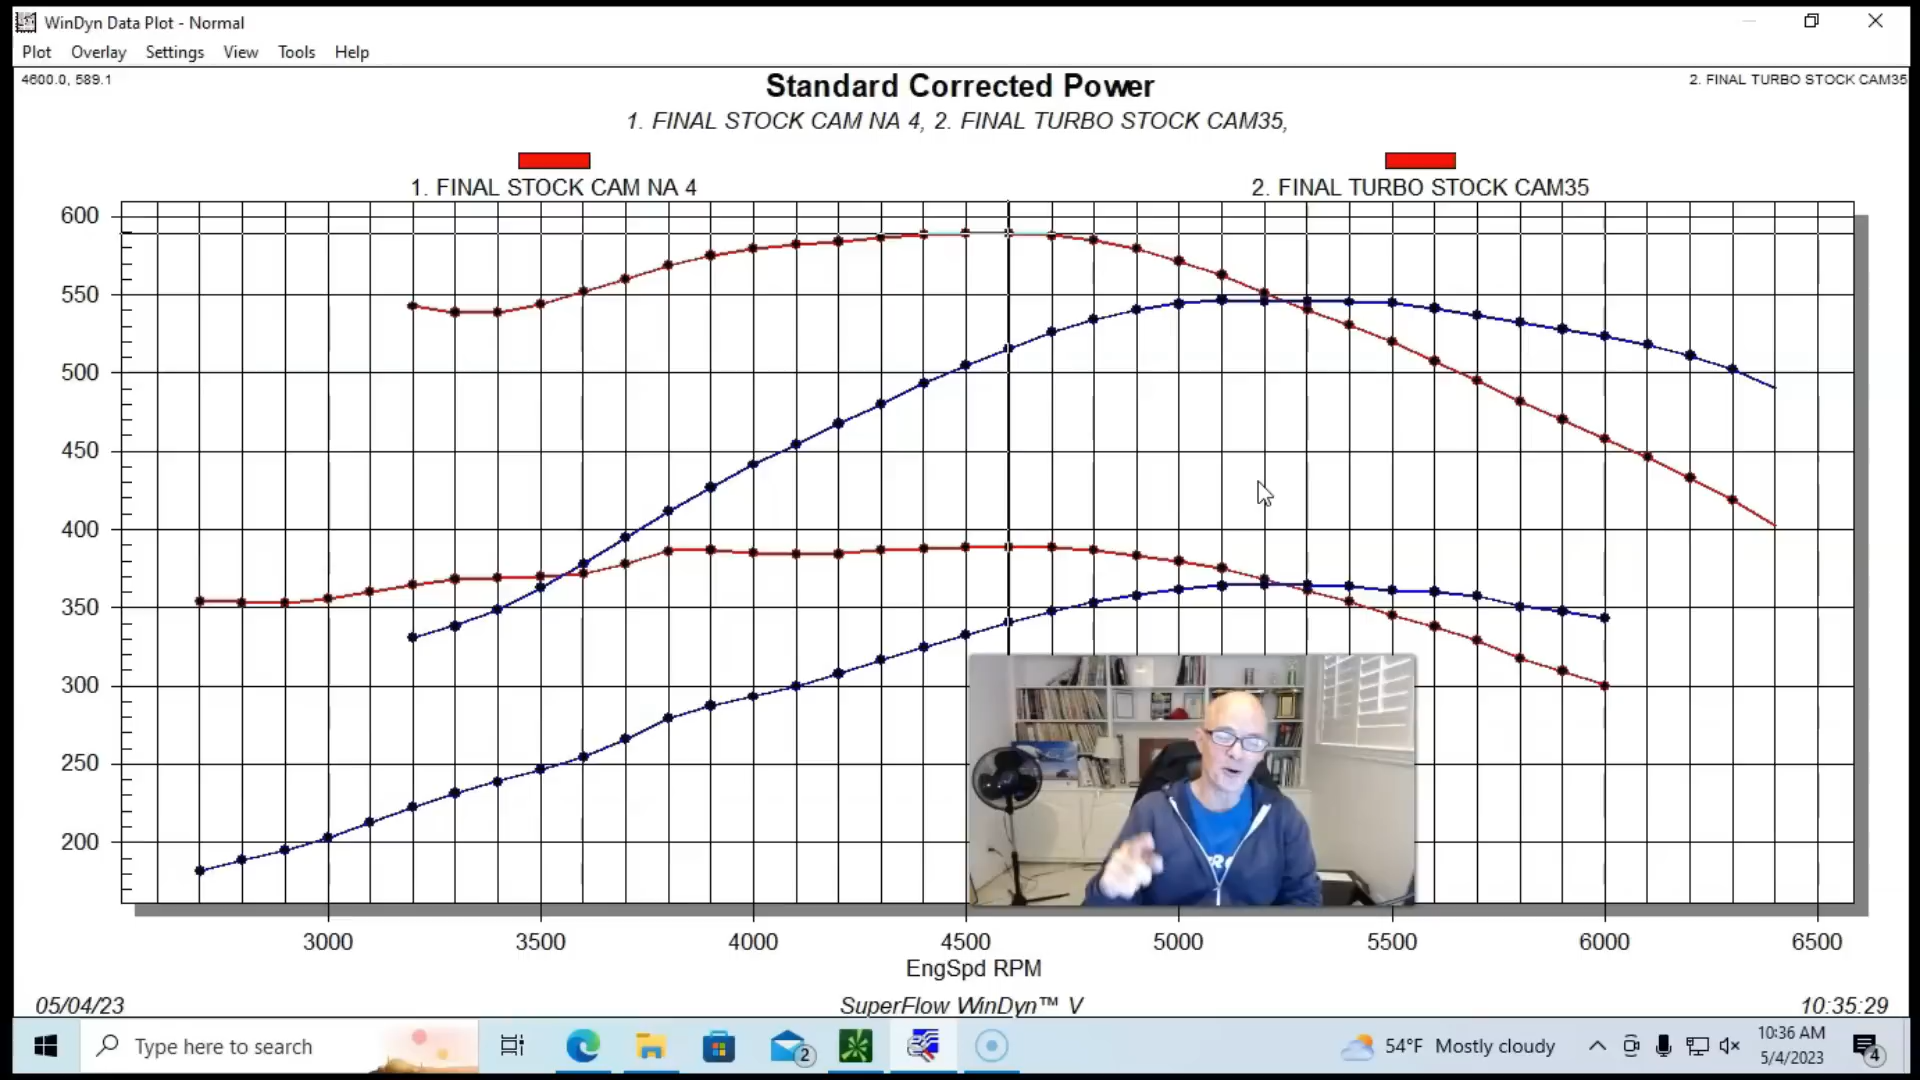 WinDyn Data Plot - Normal
Plot Overlay Settings View Tools Help
4600.0, 589.1
Standard Corrected Power
2. FINAL TURBO STOCK CAM35
1. FINAL STOCK CAM NA 4, 2. FINAL TURBO STOCK CAM35,
1. FINAL STOCK CAM NA 4
2. FINAL TURBO STOCK CAM35
600
550
500
450
400
350
300
250
200
3000 3500 4000 4500 5000 5500 6000 6500
EngSpd RPM
05/04/23
SuperFlow WinDyn™ V
10:35:29
Type here to search
2
54°F Mostly cloudy
10:36 AM
5/4/2023
4